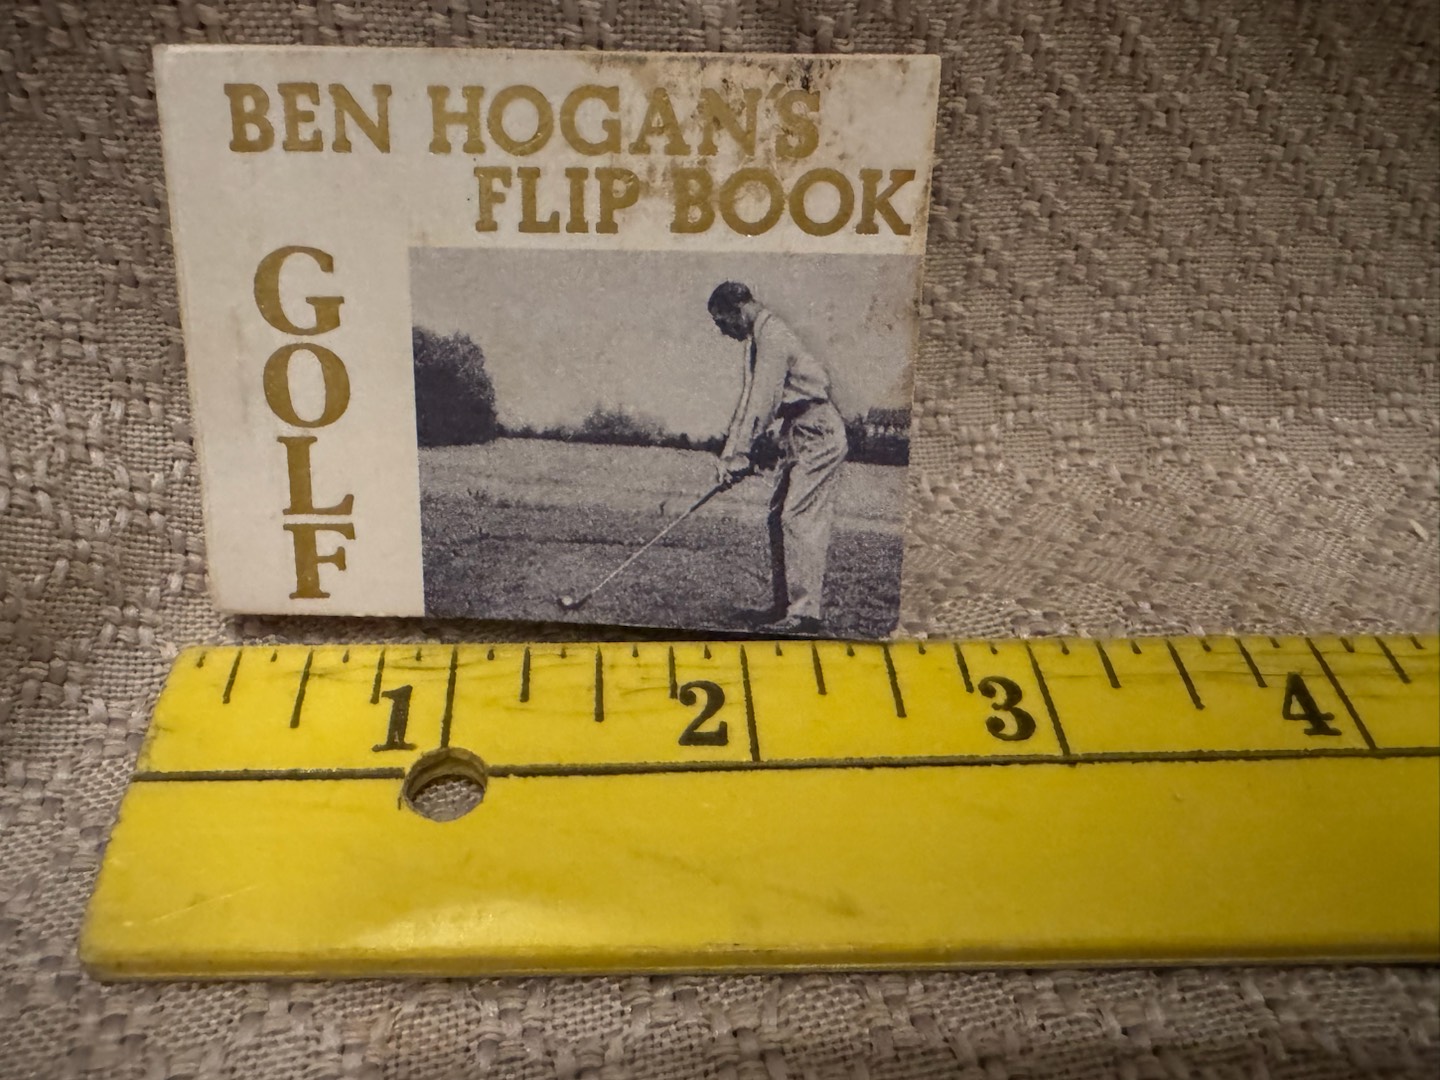 BEN HOGAN'S
FLIP BOOK
GOLF
1 2 3 4